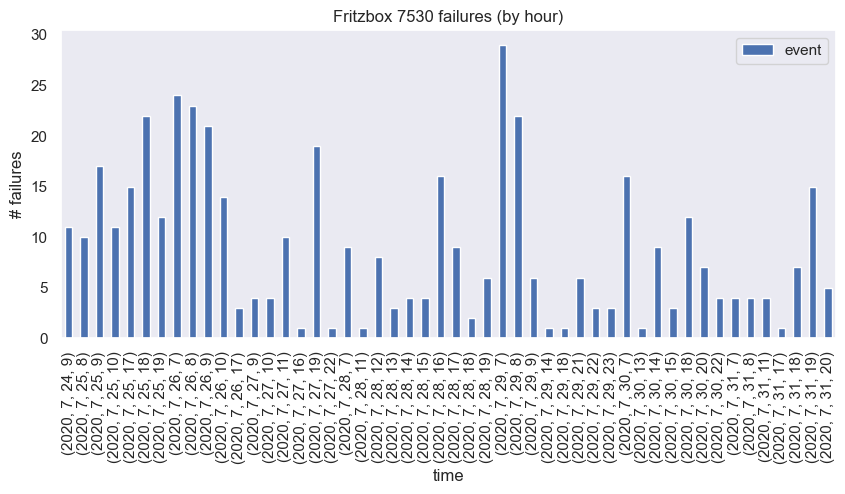 Fritzbox 7530 failures (by hour)
event
# failures
30
25
20
15
10
5
0
(2020, 7, 24, 9)
(2020, 7, 25, 8)
(2020, 7, 25, 9)
(2020, 7, 25, 10)
(2020, 7, 25, 17)
(2020, 7, 25, 18)
(2020, 7, 25, 19)
(2020, 7, 26, 7)
(2020, 7, 26, 8)
(2020, 7, 26, 9)
(2020, 7, 26, 10)
(2020, 7, 26, 17)
(2020, 7, 27, 9)
(2020, 7, 27, 10)
(2020, 7, 27, 11)
(2020, 7, 27, 16)
(2020, 7, 27, 19)
(2020, 7, 27, 22)
(2020, 7, 28, 7)
(2020, 7, 28, 11)
(2020, 7, 28, 12)
(2020, 7, 28, 13)
(2020, 7, 28, 14)
(2020, 7, 28, 15)
(2020, 7, 28, 16)
(2020, 7, 28, 17)
(2020, 7, 28, 18)
(2020, 7, 28, 19)
(2020, 7, 29, 7)
(2020, 7, 29, 8)
(2020, 7, 29, 9)
(2020, 7, 29, 14)
(2020, 7, 29, 18)
(2020, 7, 29, 21)
(2020, 7, 29, 22)
(2020, 7, 29, 23)
(2020, 7, 30, 7)
(2020, 7, 30, 13)
(2020, 7, 30, 14)
(2020, 7, 30, 15)
(2020, 7, 30, 18)
(2020, 7, 30, 20)
(2020, 7, 30, 22)
(2020, 7, 31, 7)
(2020, 7, 31, 8)
(2020, 7, 31, 11)
(2020, 7, 31, 17)
(2020, 7, 31, 18)
(2020, 7, 31, 19)
(2020, 7, 31, 20)
time